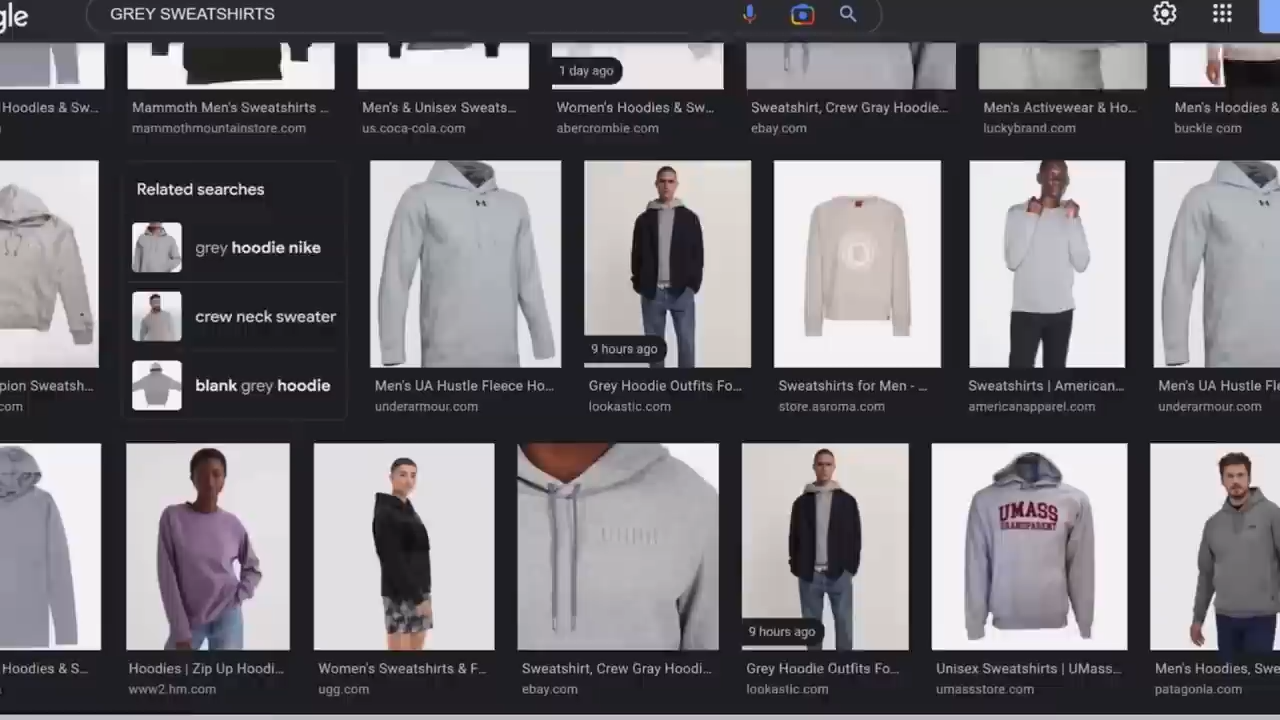 gle
GREY SWEATSHIRTS
1 day ago
Hoodies & Sw...
Mammoth Men's Sweatshirts ...
Men's & Unisex Sweats...
Women's Hoodies & Sw...
Sweatshirt, Crew Gray Hoodie...
Men's Activewear & Ho...
Men's Hoodies &
mammothmountainstore.com
us.coca-cola.com
abercrombie.com
ebay.com
luckybrand.com
buckle.com
Related searches
grey hoodie nike
crew neck sweater
blank grey hoodie
9 hours ago
pion Sweatsh...
Men's UA Hustle Fleece Ho...
Grey Hoodie Outfits Fo...
Sweatshirts for Men - ...
Sweatshirts | American...
Men's UA Hustle Fle
com
underarmour.com
lookastic.com
store.asroma.com
americanapparel.com
underarmour.com
UMASS
TRANSPARENT
9 hours ago
Hoodies & S...
Hoodies | Zip Up Hoodi...
Women's Sweatshirts & F...
Sweatshirt, Crew Gray Hoodi...
Grey Hoodie Outfits Fo...
Unisex Sweatshirts | UMass...
Men's Hoodies, Swe
www2.hm.com
ugg.com
ebay.com
lookastic.com
umassstore.com
patagonia.com